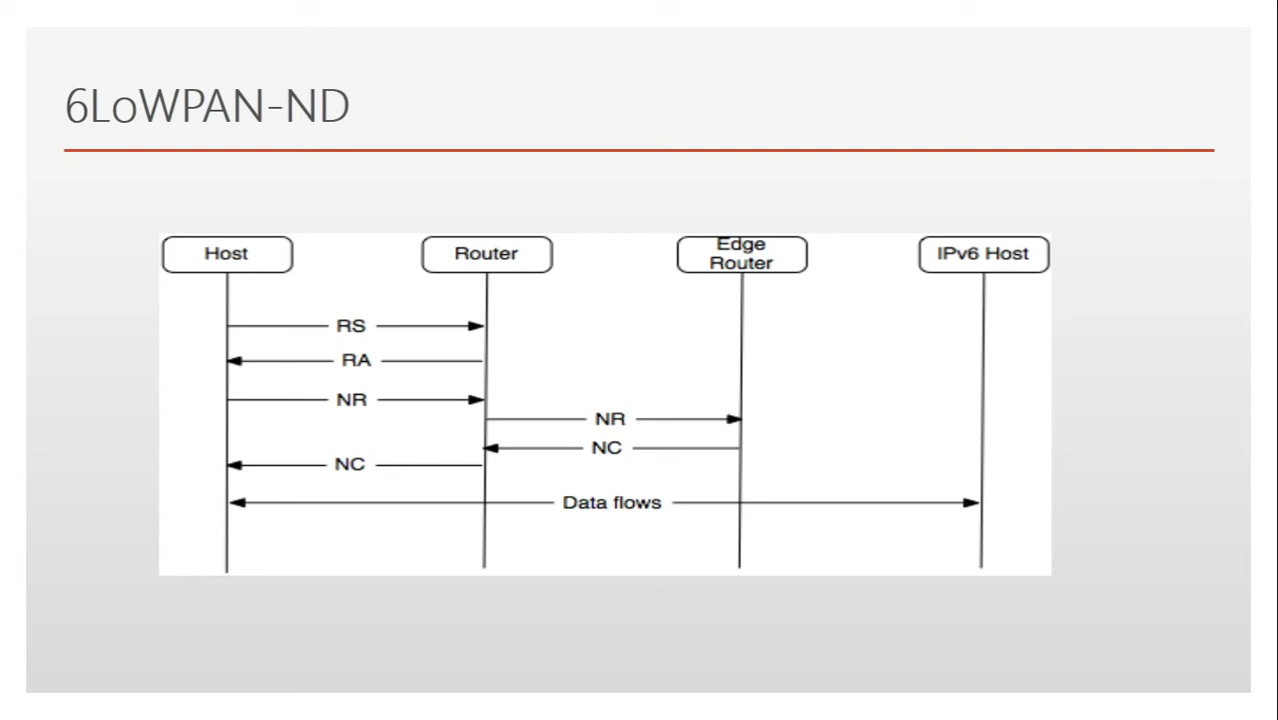 6LoWPAN-ND
Host
Router
Edge
Router
IPv6 Host
RS
RA
NR
NR
NC
NC
Data flows